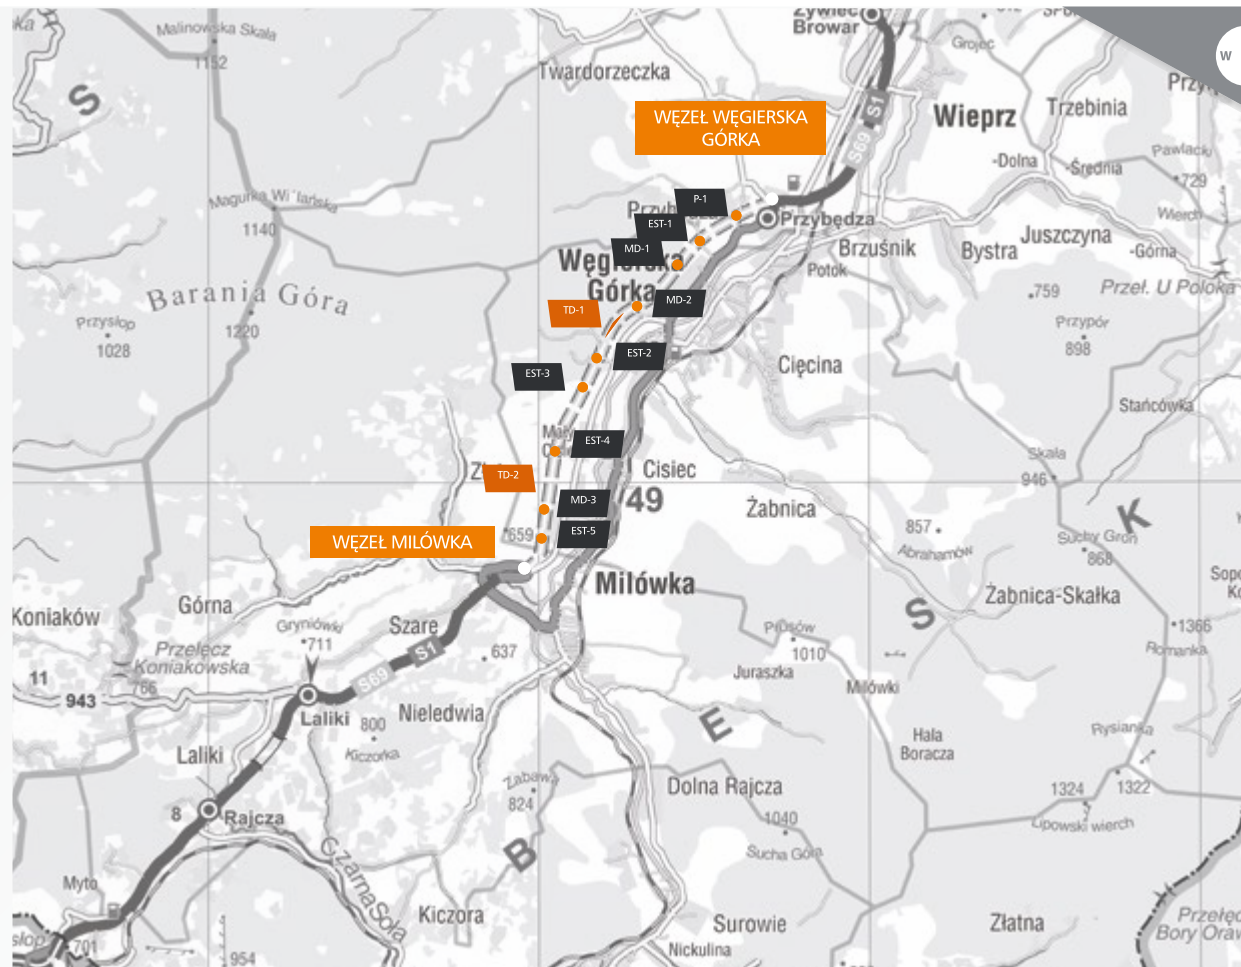 Żywiec
Browar
Malinowska Skała
1152
Twardorzeczka
Grojec
W
S
S1
S69
WĘZEŁ WĘGIERSKA
GÓRKA
Wieprz
Trzebinia
-Dolna
-Średnia
Pawlacki
729
Wierch
P-1
EST-1
MD-1
Przybędza
Węgierska
Górka
Brzuśnik
Bystra
Juszczyna
-Górna
Potok
Przeł. U Poloka
Magurka
1140
Barania Góra
1220
Przysłop
1028
MD-2
TD-1
EST-2
EST-3
759
Przypór
898
Cięcina
Stańcówka
EST-4
Cisiec
49
Skała
946
TD-2
MD-3
EST-5
659
Żabnica
857
Abrahamów
Suchy Groń
868
K
WĘZEŁ MILÓWKA
Milówka
Żabnica-Skałka
S
Koniaków
Górna
Gryniówki
711
Szare
637
Przełęcz
Koniakowska
766
11
943
S69
S1
Laliki
800
Kiczorka
Nieledwia
Prusów
1010
Juraszka
Milówki
1366
Romanka
E
Hala
Boracza
Rysianka
1324
1322
Lipowski wierch
Laliki
8
Rajcza
Zabawa
824
Dolna Rajcza
1040
Sucha Góra
B
Czarna Soła
Myto
701
Kiczora
954
Surowie
Nickulina
Złatna